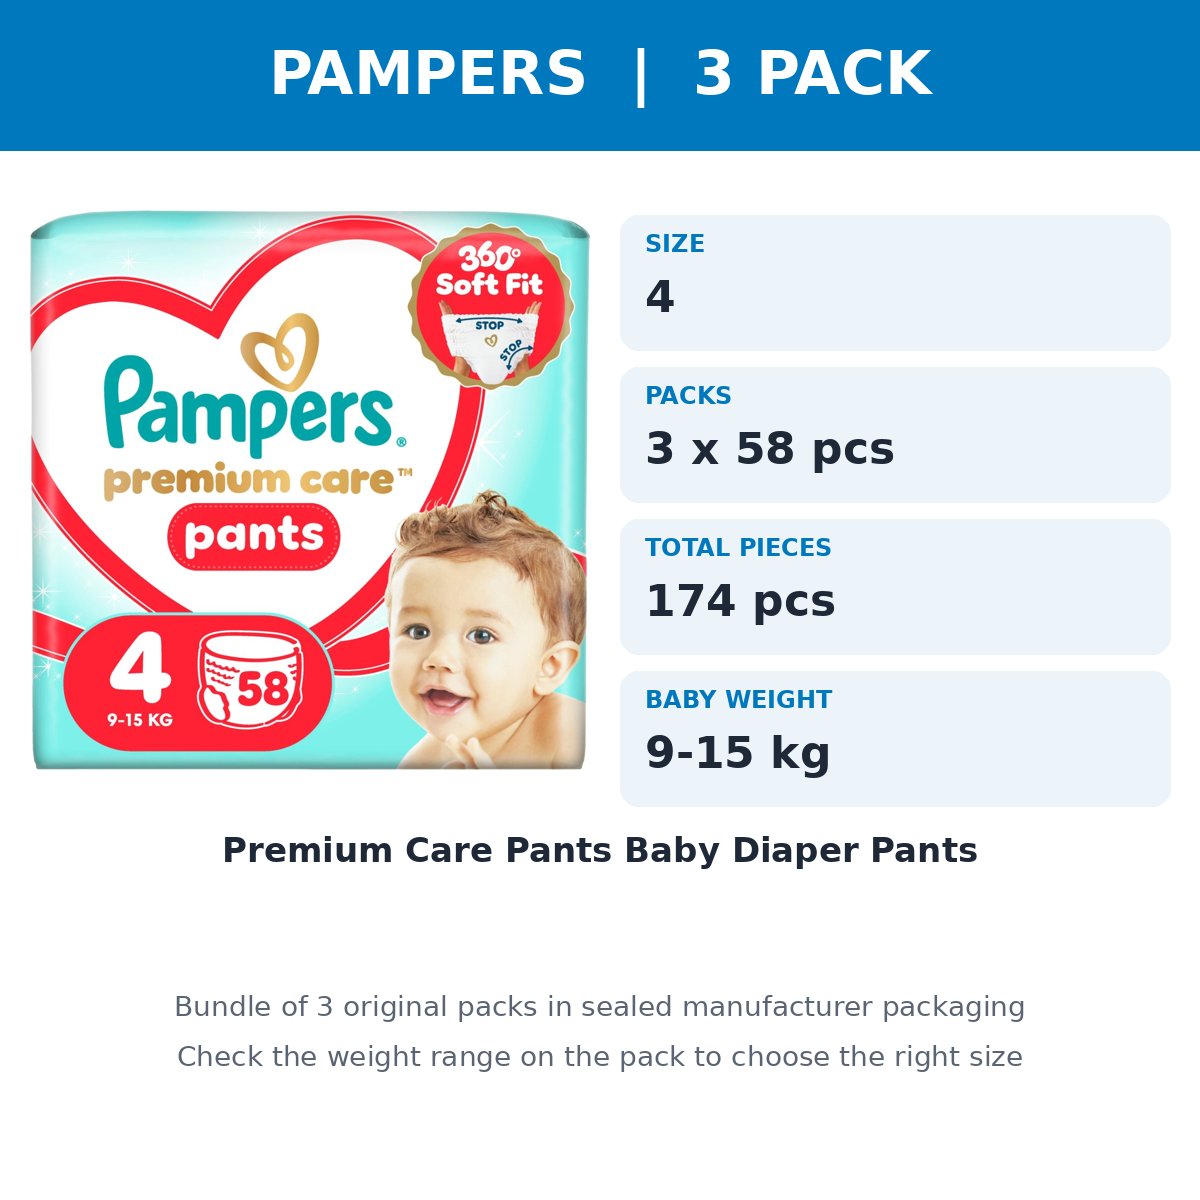 PAMPERS | 3 PACK
360°
Soft Fit
STOP
STOP
Pampers®
premium care™
pants
4
58
9-15 KG
SIZE
4
PACKS
3 x 58 pcs
TOTAL PIECES
174 pcs
BABY WEIGHT
9-15 kg
Premium Care Pants Baby Diaper Pants
Bundle of 3 original packs in sealed manufacturer packaging
Check the weight range on the pack to choose the right size